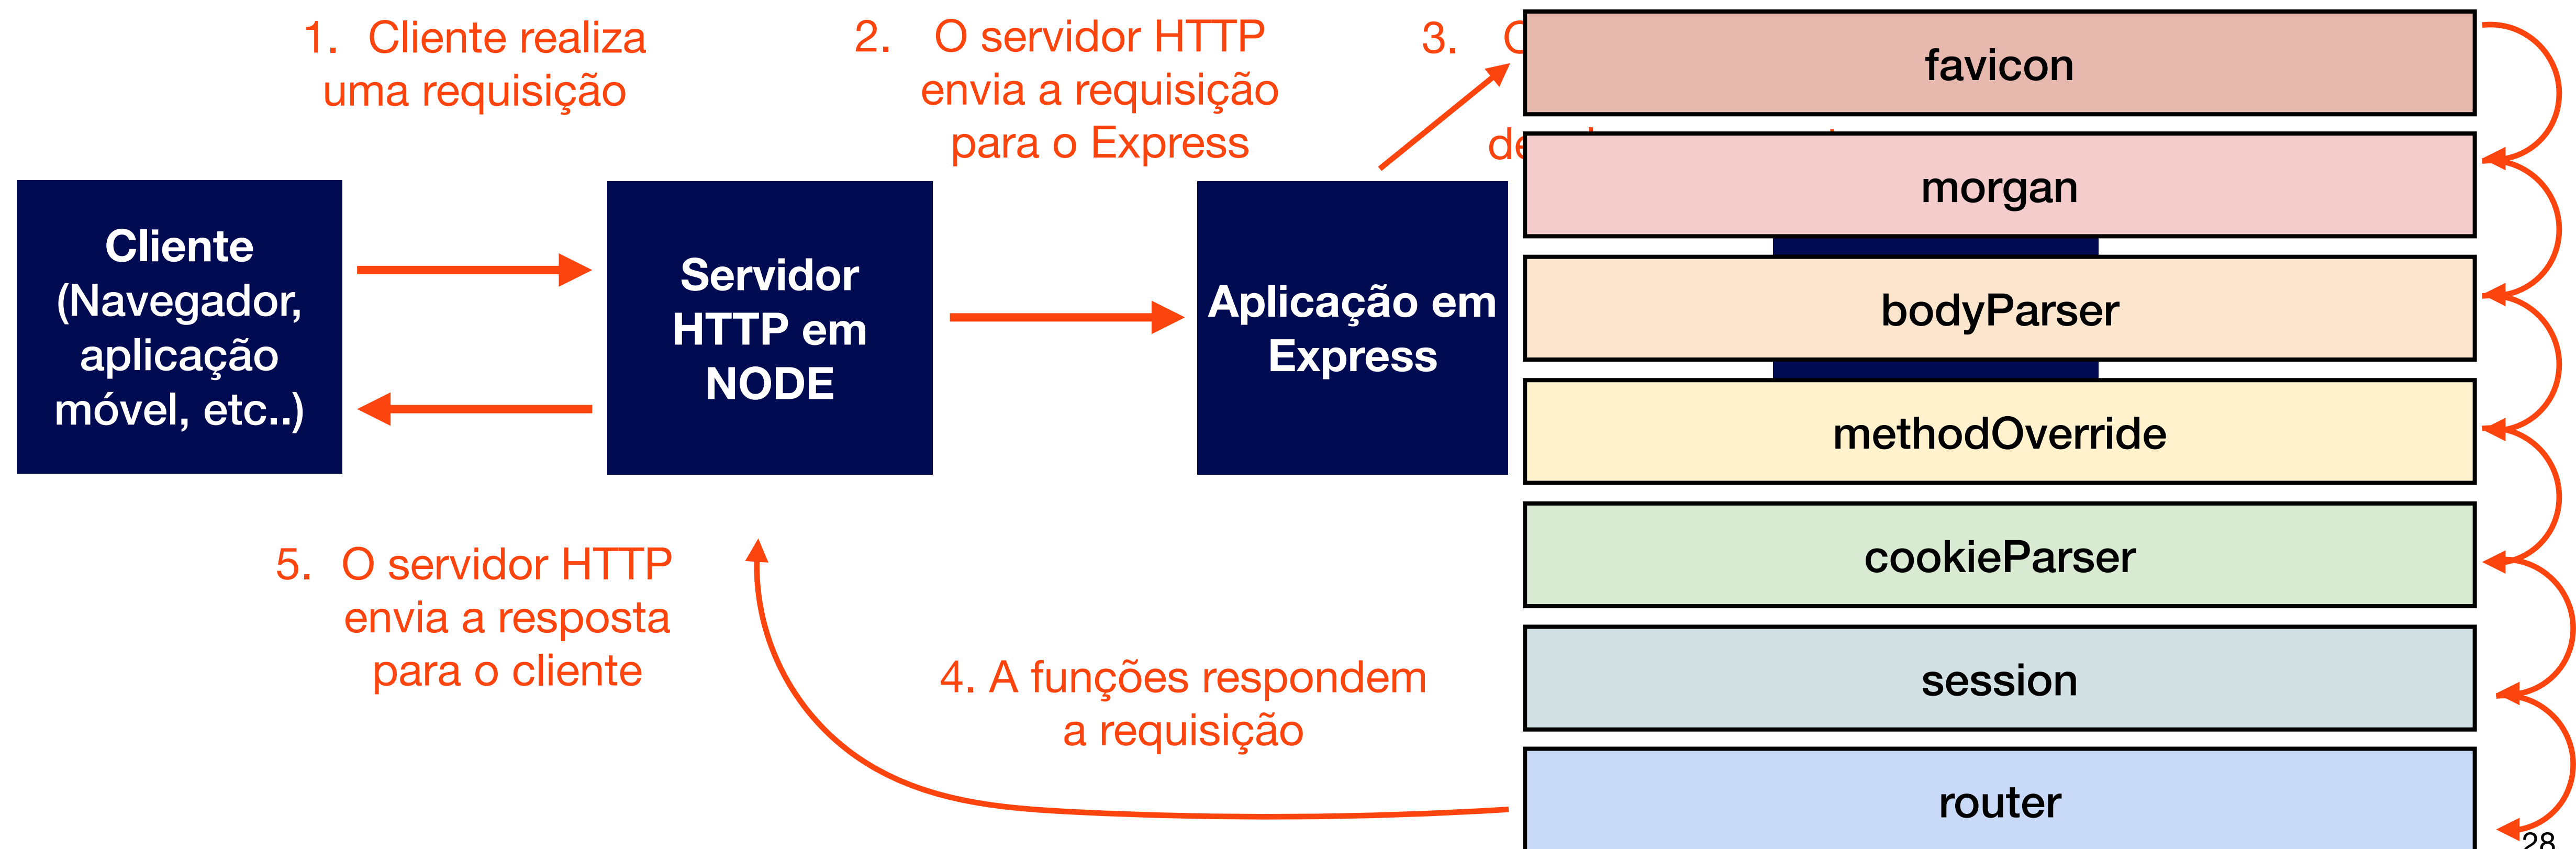 1. Cliente realiza
uma requisição
2. O servidor HTTP
envia a requisição
para o Express
3.
favicon
morgan
bodyParser
methodOverride
cookieParser
session
router
Cliente
(Navegador,
aplicação
móvel, etc..)
Servidor
HTTP em
NODE
Aplicação em
Express
5. O servidor HTTP
envia a resposta
para o cliente
4. A funções respondem
a requisição
28